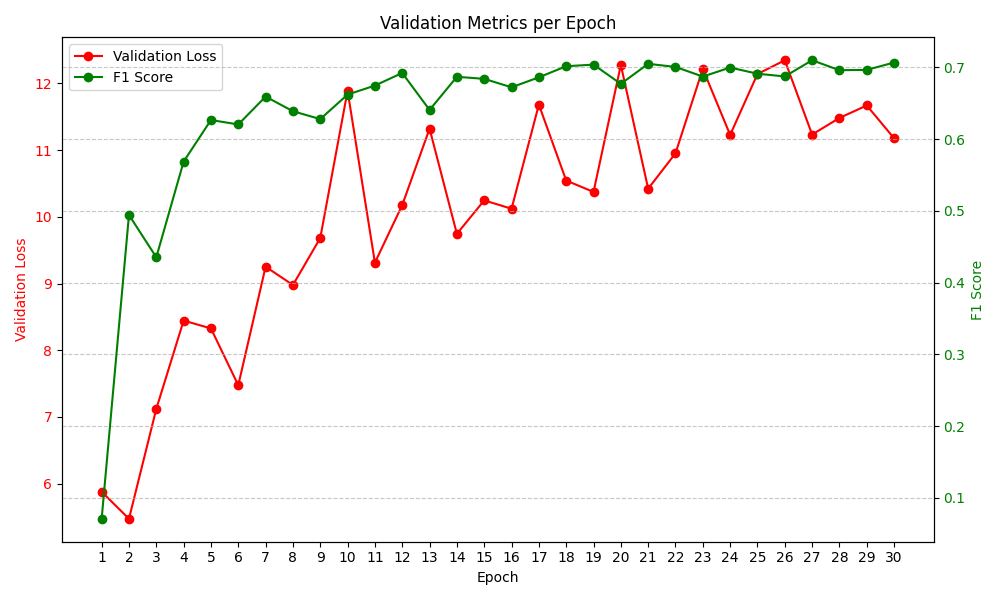 Validation Metrics per Epoch
Validation Loss
F1 Score
12
11
10
9
8
7
6
Validation Loss
0.7
0.6
0.5
0.4
0.3
0.2
0.1
F1 Score
1 2 3 4 5 6 7 8 9 10 11 12 13 14 15 16 17 18 19 20 21 22 23 24 25 26 27 28 29 30
Epoch